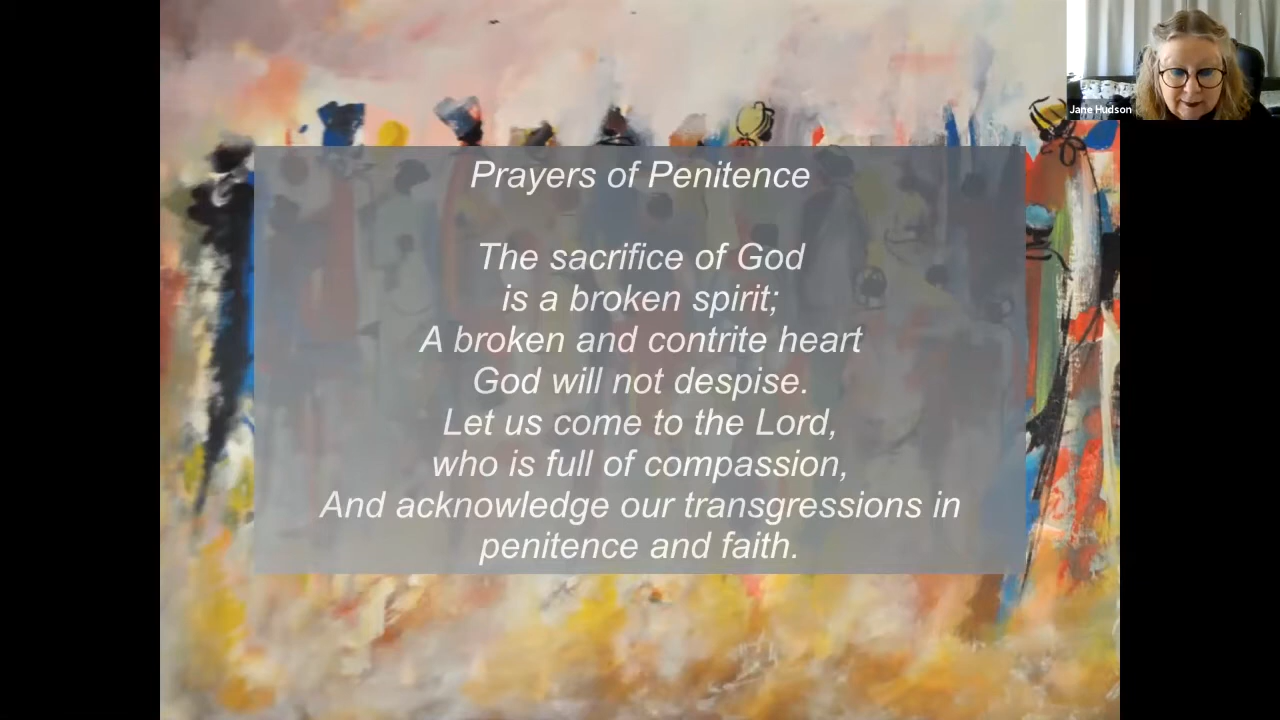 Jane Hudson
Prayers of Penitence
The sacrifice of God
is a broken spirit;
A broken and contrite heart
God will not despise.
Let us come to the Lord,
who is full of compassion,
And acknowledge our transgressions in
penitence and faith.